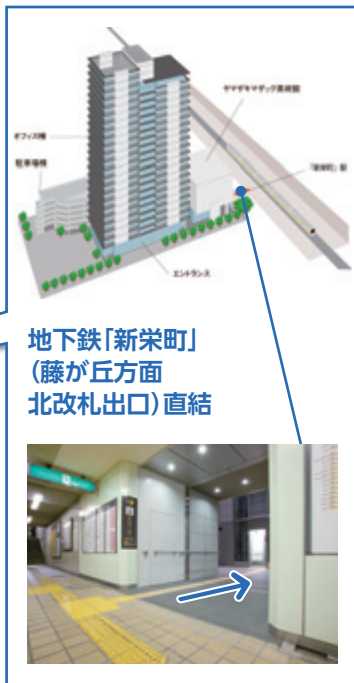 ヤマザキマザック美術館
オフィス棟
駐車場棟
「新栄町」駅
エントランス
地下鉄「新栄町」
（藤が丘方面
北改札出口）直結